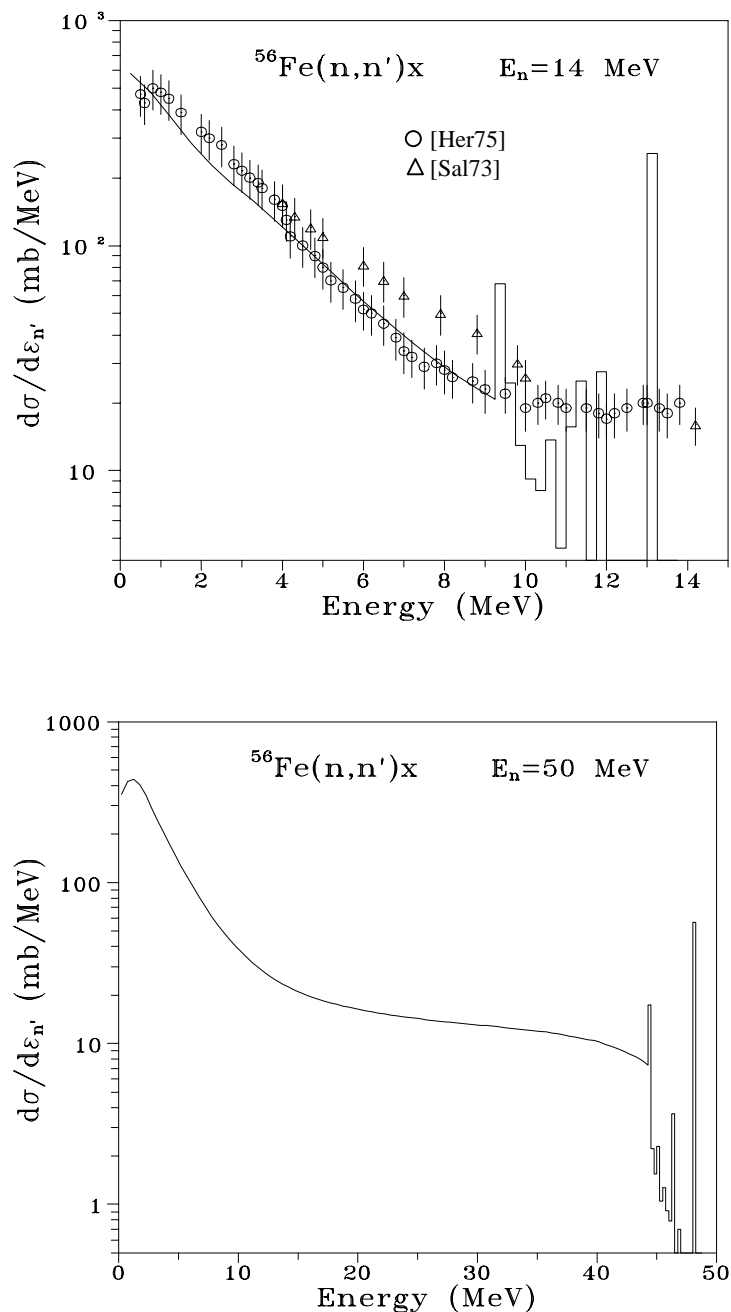 10³
⁵⁶Fe(n,n')x Eₙ=14 MeV
[Her75]
[Sal73]
10²
10
dσ/dεₙ' (mb/MeV)
0 2 4 6 8 10 12 14
Energy (MeV)
1000
⁵⁶Fe(n,n')x Eₙ=50 MeV
100
10
1
dσ/dεₙ' (mb/MeV)
0 10 20 30 40 50
Energy (MeV)